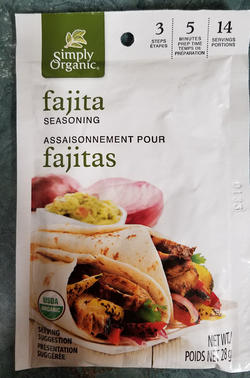 Simply
Organic®
3
STEPS
ÉTAPES
5
MINUTES
PREP TIME
TEMPS DE
PRÉPARATION
14
SERVINGS
PORTIONS
fajita
SEASONING
ASSAISONNEMENT POUR
fajitas
USDA
ORGANIC
SERVING
SUGGESTION
PRÉSENTATION
SUGGÉRÉE
NET WT.
POIDS NET 28 g